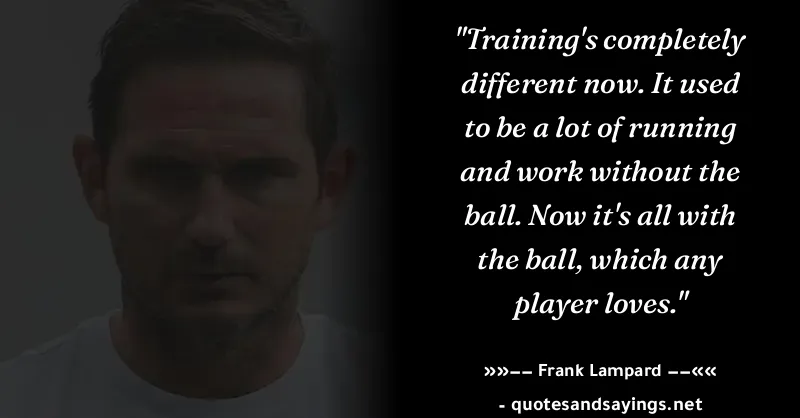 "Training's completely
different now. It used
to be a lot of running
and work without the
ball. Now it's all with
the ball, which any
player loves."
»»−− Frank Lampard −−««
- quotesandsayings.net